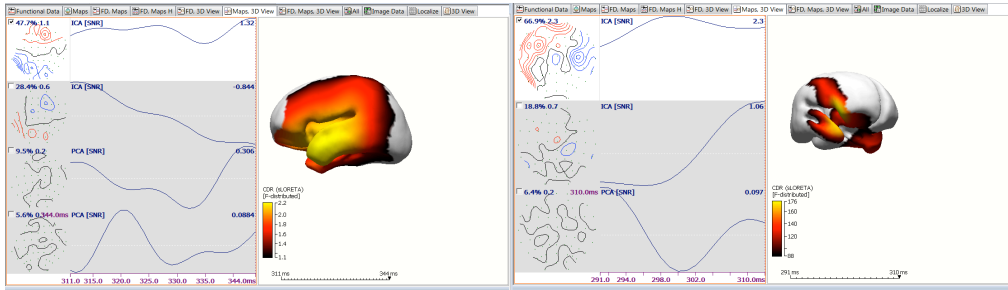 Functional Data Maps FD, Maps FD, Maps H FD, 3D View Maps, 3D View FD, Maps, 3D View All Image Data Localize 3D View
47.7% 1.1 ICA [SNR] 1.32
28.4% 0.6 ICA [SNR] -0.844
9.5% 0.2 PCA [SNR] 0.306
5.6% 0.344.0ms PCA [SNR] 0.0884
311.0 315.0 320.0 325.0 330.0 335.0 344.0ms
CDR (sLORETA)
[F-distributed]
2.2
2.0
1.8
1.6
1.4
1.1
311ms 344ms
Functional Data Maps FD, Maps FD, Maps H FD, 3D View Maps, 3D View FD, Maps, 3D View All Image Data Localize 3D View
66.9% 2.3 ICA [SNR] 2.3
18.8% 0.7 ICA [SNR] 1.06
6.4% 0.2 310.0ms PCA [SNR] 0.097
291.0 294.0 298.0 302.0 310.0ms
CDR (sLORETA)
[F-distributed]
176
160
140
120
88
291ms 310ms